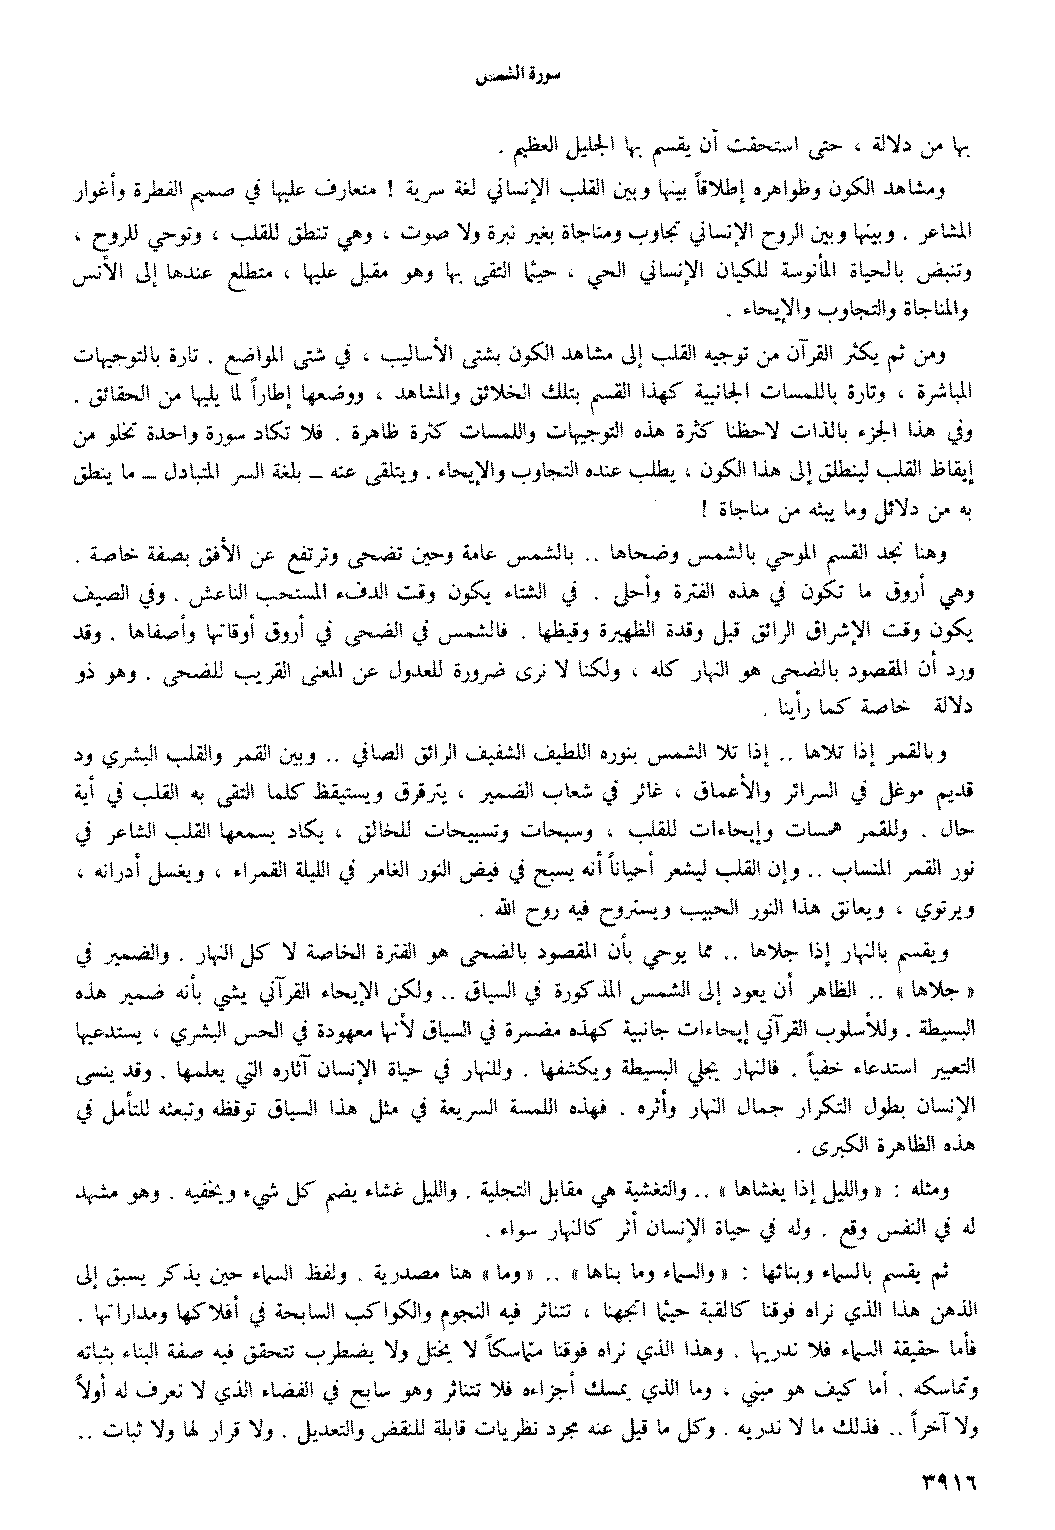 سورة الشمس
بها من دلالة ، حتى استحقت أن يقسم بها الجليل العظيم .
ومشاهد الكون وظواهره إطلاقاً بينها وبين القلب الإنساني لغة سرية ! متعارف عليها في صميم الفطرة وأغوار
المشاعر . وبينها وبين الروح الإنساني تجاوب ومناجاة بغير نبرة ولا صوت ، وهي تنطق للقلب ، وتوحي للروح ،
وتنبض بالحياة المأنوسة للكيان الإنساني الحي ، حيثما التقى بها وهو مقبل عليها ، متطلع عندها إلى الأنس
والمناجاة والتجاوب والإيحاء .
ومن ثم يكثر القرآن من توجيه القلب إلى مشاهد الكون بشتى الأساليب ، في شتى المواضع . تارة بالتوجيهات
المباشرة ، وتارة باللمسات الجانبية كهذا القسم بتلك الخلائق والمشاهد ، ووضعها إطاراً لما يليها من الحقائق .
وفي هذا الجزء بالذات لاحظنا كثرة هذه التوجيهات واللمسات كثرة ظاهرة . فلا تكاد سورة واحدة تخلو من
إيقاظ القلب لينطلق إلى هذا الكون ، يطلب عنده التجاوب والإيحاء . ويتلقى عنه – بلغة السر المتبادل – ما ينطق
به من دلائل وما يبثه من مناجاة !
وهنا نجد القسم الموحي بالشمس وضحاها .. بالشمس عامة وحين تضحى وترتفع عن الأفق بصفة خاصة .
وهي أروق ما تكون في هذه الفترة وأحلى . في الشتاء يكون وقت الدفء المستحب الناعش . وفي الصيف
يكون وقت الإشراق الرائق قبل وقدة الظهيرة وقيظها . فالشمس في الضحى في أروق أوقاتها وأصفاها . وقد
ورد أن المقصود بالضحى هو النهار كله ، ولكنا لا نرى ضرورة للعدول عن المعنى القريب للضحى . وهو ذو
دلالة خاصة كما رأينا .
وبالقمر إذا تلاها .. إذا تلا الشمس بنوره اللطيف الشفيف الرائق الصافي .. وبين القمر والقلب البشري ود
قديم موغل في السرائر والأعماق ، غائر في شعاب الضمير ، يترقرق ويستيقظ كلما التقى به القلب في أية
حال . وللقمر همسات وإيحاءات للقلب ، وسبحات وتسبيحات للخالق ، يكاد يسمعها القلب الشاعر في
نور القمر المنساب .. وإن القلب ليشعر أحياناً أنه يسبح في فيض النور الغامر في الليلة القمراء ، ويغسل أدرانه ،
ويرتوي ، ويعانق هذا النور الحبيب ويستروح فيه روح الله .
ويقسم بالنهار إذا جلاها .. مما يوحي بأن المقصود بالضحى هو الفترة الخاصة لا كل النهار . والضمير في
« جلاها » .. الظاهر أن يعود إلى الشمس المذكورة في السياق .. ولكن الإيحاء القرآني يشي بأنه ضمير هذه
البسيطة . وللأسلوب القرآني إيحاءات جانبية كهذه مضمرة في السياق لأنها معهودة في الحس البشري ، يستدعيها
التعبير استدعاء خفياً . فالنهار يجلي البسيطة ويكشفها . وللنهار في حياة الإنسان آثاره التي يعلمها . وقد ينسى
الإنسان بطول التكرار جمال النهار وأثره . فهذه اللمسة السريعة في مثل هذا السياق توقظه وتبعثه للتأمل في
هذه الظاهرة الكبرى .
ومثله : « والليل إذا يغشاها » .. والتغشية هي مقابل التجلية . والليل غشاء يضم كل شيء ويخفيه . وهو مشهد
له في النفس وقع . وله في حياة الإنسان أثر كالنهار سواء .
ثم يقسم بالسماء وبنائها : « والسماء وما بناها » .. « وما » هنا مصدرية . ولفظ السماء حين يذكر يسبق إلى
الذهن هذا الذي نراه فوقنا كالقبة حيثما اتجهنا ، تتناثر فيه النجوم والكواكب السابحة في أفلاكها ومداراتها .
فأما حقيقة السماء فلا ندريها . وهذا الذي نراه فوقنا متماسكاً لا يختل ولا يضطرب تتحقق فيه صفة البناء بثباته
وتماسكه . أما كيف هو مبني ، وما الذي يمسك أجزاءه فلا تتناثر وهو سابح في الفضاء الذي لا نعرف له أولاً
ولا آخراً .. فذلك ما لا ندريه . وكل ما قيل عنه مجرد نظريات قابلة للنقض والتعديل . ولا قرار لها ولا ثبات ..
٣٩١٦